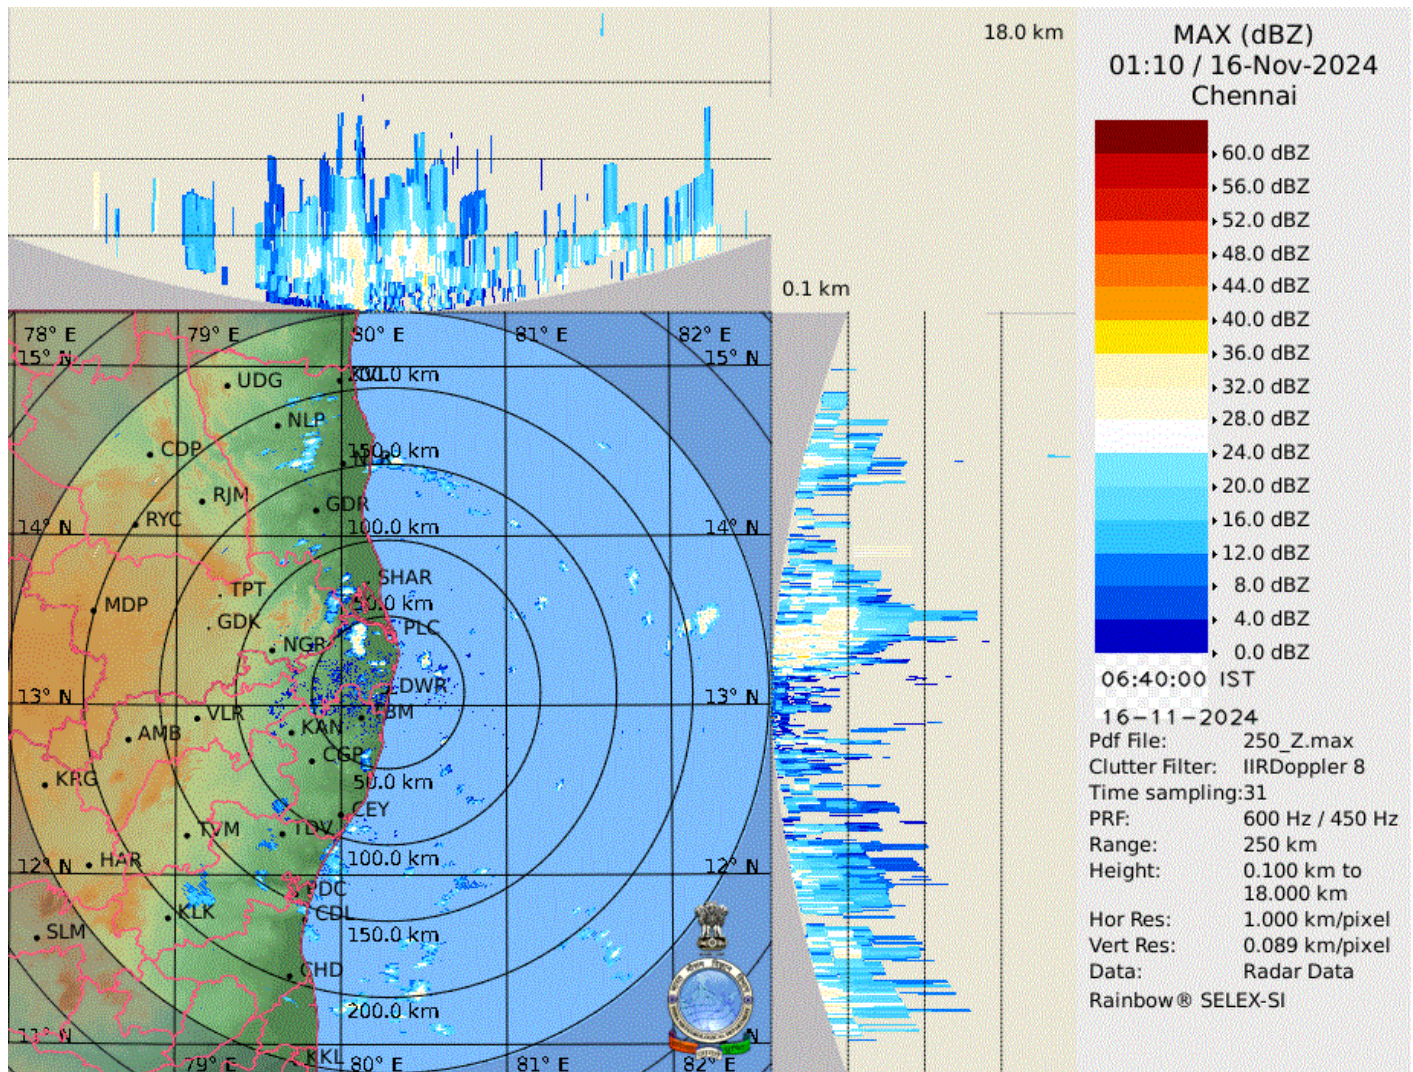 18.0 km
0.1 km
MAX (dBZ)
01:10 / 16-Nov-2024
Chennai
60.0 dBZ
56.0 dBZ
52.0 dBZ
48.0 dBZ
44.0 dBZ
40.0 dBZ
36.0 dBZ
32.0 dBZ
28.0 dBZ
24.0 dBZ
20.0 dBZ
16.0 dBZ
12.0 dBZ
8.0 dBZ
4.0 dBZ
0.0 dBZ
06:40:00 IST
16-11-2024
Pdf File: 250_Z.max
Clutter Filter: IIRDoppler 8
Time sampling:31
PRF: 600 Hz / 450 Hz
Range: 250 km
Height: 0.100 km to
18.000 km
Hor Res: 1.000 km/pixel
Vert Res: 0.089 km/pixel
Data: Radar Data
Rainbow® SELEX-SI
78° E 79° E 80° E 81° E 82° E
15° N 15° N
UDG
200.0 km
NLP
CDP
150.0 km
RJM
GDR
RYC
14° N 100.0 km 14° N
SHAR
TPT
MDP 50.0 km
GDK PLC
NGR
DWR
13° N 13° N
VLR
KAN
AMB
CGP
KRG 50.0 km
CEY
TVM TDV
HAR 100.0 km
12° N 12° N
PDC
KLK CDL
SLM 150.0 km
CHD
200.0 km
11° N
KKL
79° E 80° E 81° E 82° E